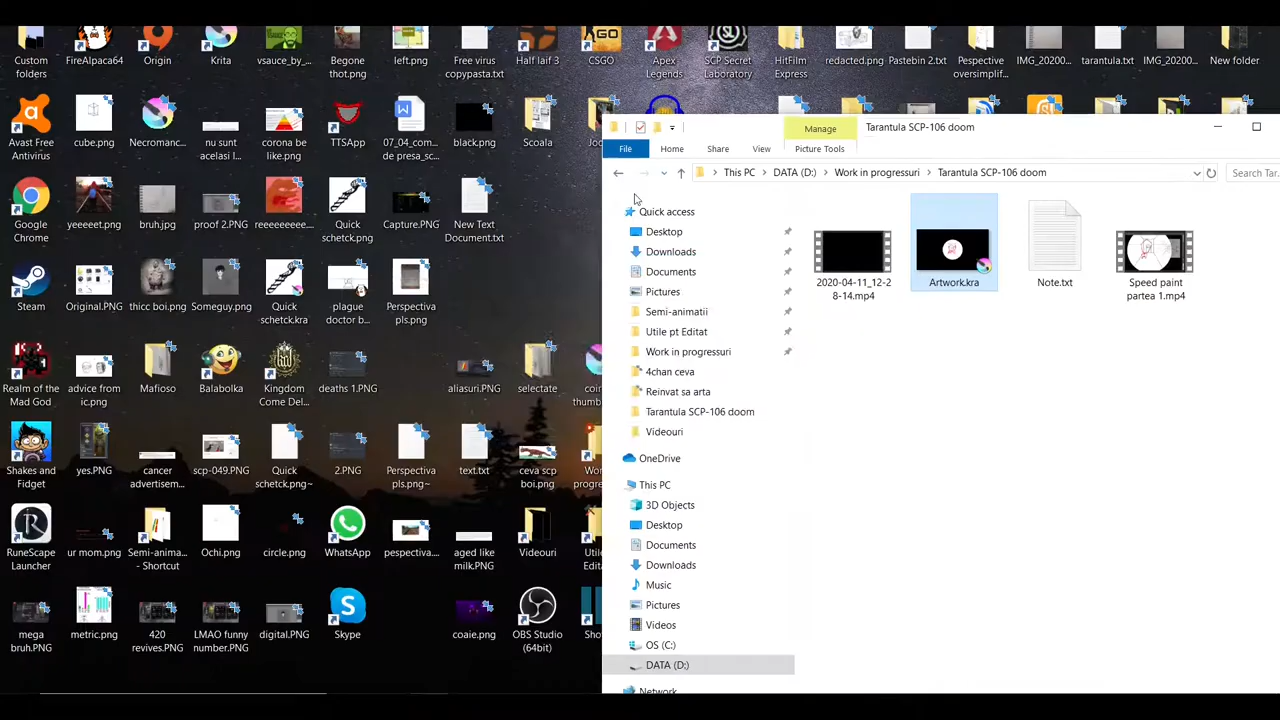 Custom
folders
FireAlpaca64
Origin
Krita
vsauce_by_...
Begone
thot.png
left.png
Free virus
copypasta.txt
Half laif 3
CSGO
Apex
Legends
SCP Secret
Laboratory
HitFilm
Express
redacted.png
Pastebin 2.txt
Pespective
oversimplif...
IMG_20200...
tarantula.txt
IMG_2020...
New folder
Avast Free
Antivirus
cube.png
Necromanc...
nu sunt
acelasi l...
corona be
like.png
TTSApp
07_04_com
de presa_sc...
black.png
Scoala
Google
Chrome
yeeeeet.png
bruh.jpg
proof 2.PNG
reeeeeeee...
Quick
schetck.png
Capture.PNG
New Text
Document.txt
Steam
Original.PNG
thicc boi.png
Someguy.png
Quick
schetck.kra
plague
doctor b...
Perspectiva
pls.png
Realm of the
Mad God
advice from
ic.png
Mafioso
Balabolka
Kingdom
Come Del...
deaths 1.PNG
aliasuri.PNG
selectate
Shakes and
Fidget
yes.PNG
cancer
advertisem...
scp-049.PNG
Quick
schetck.png~
2.PNG
Perspectiva
pls.png~
text.txt
ceva scp
boi.png
RuneScape
Launcher
ur mom.png
Semi-anima...
- Shortcut
Ochi.png
circle.png
WhatsApp
pespectiva....
aged like
milk.PNG
Videouri
mega
bruh.PNG
metric.png
420
revives.PNG
LMAO funny
number.PNG
digital.PNG
Skype
coaie.png
OBS Studio
(64bit)
Manage
Tarantula SCP-106 doom
File
Home
Share
View
Picture Tools
This PC
DATA (D:)
Work in progressuri
Tarantula SCP-106 doom
Search Tar...
Quick access
Desktop
Downloads
Documents
Pictures
Semi-animatii
Utile pt Editat
Work in progressuri
4chan ceva
Reinvat sa arta
Tarantula SCP-106 doom
Videouri
OneDrive
This PC
3D Objects
Desktop
Documents
Downloads
Music
Pictures
Videos
OS (C:)
DATA (D:)
Network
2020-04-11_12-2
8-14.mp4
Artwork.kra
Note.txt
Speed paint
partea 1.mp4